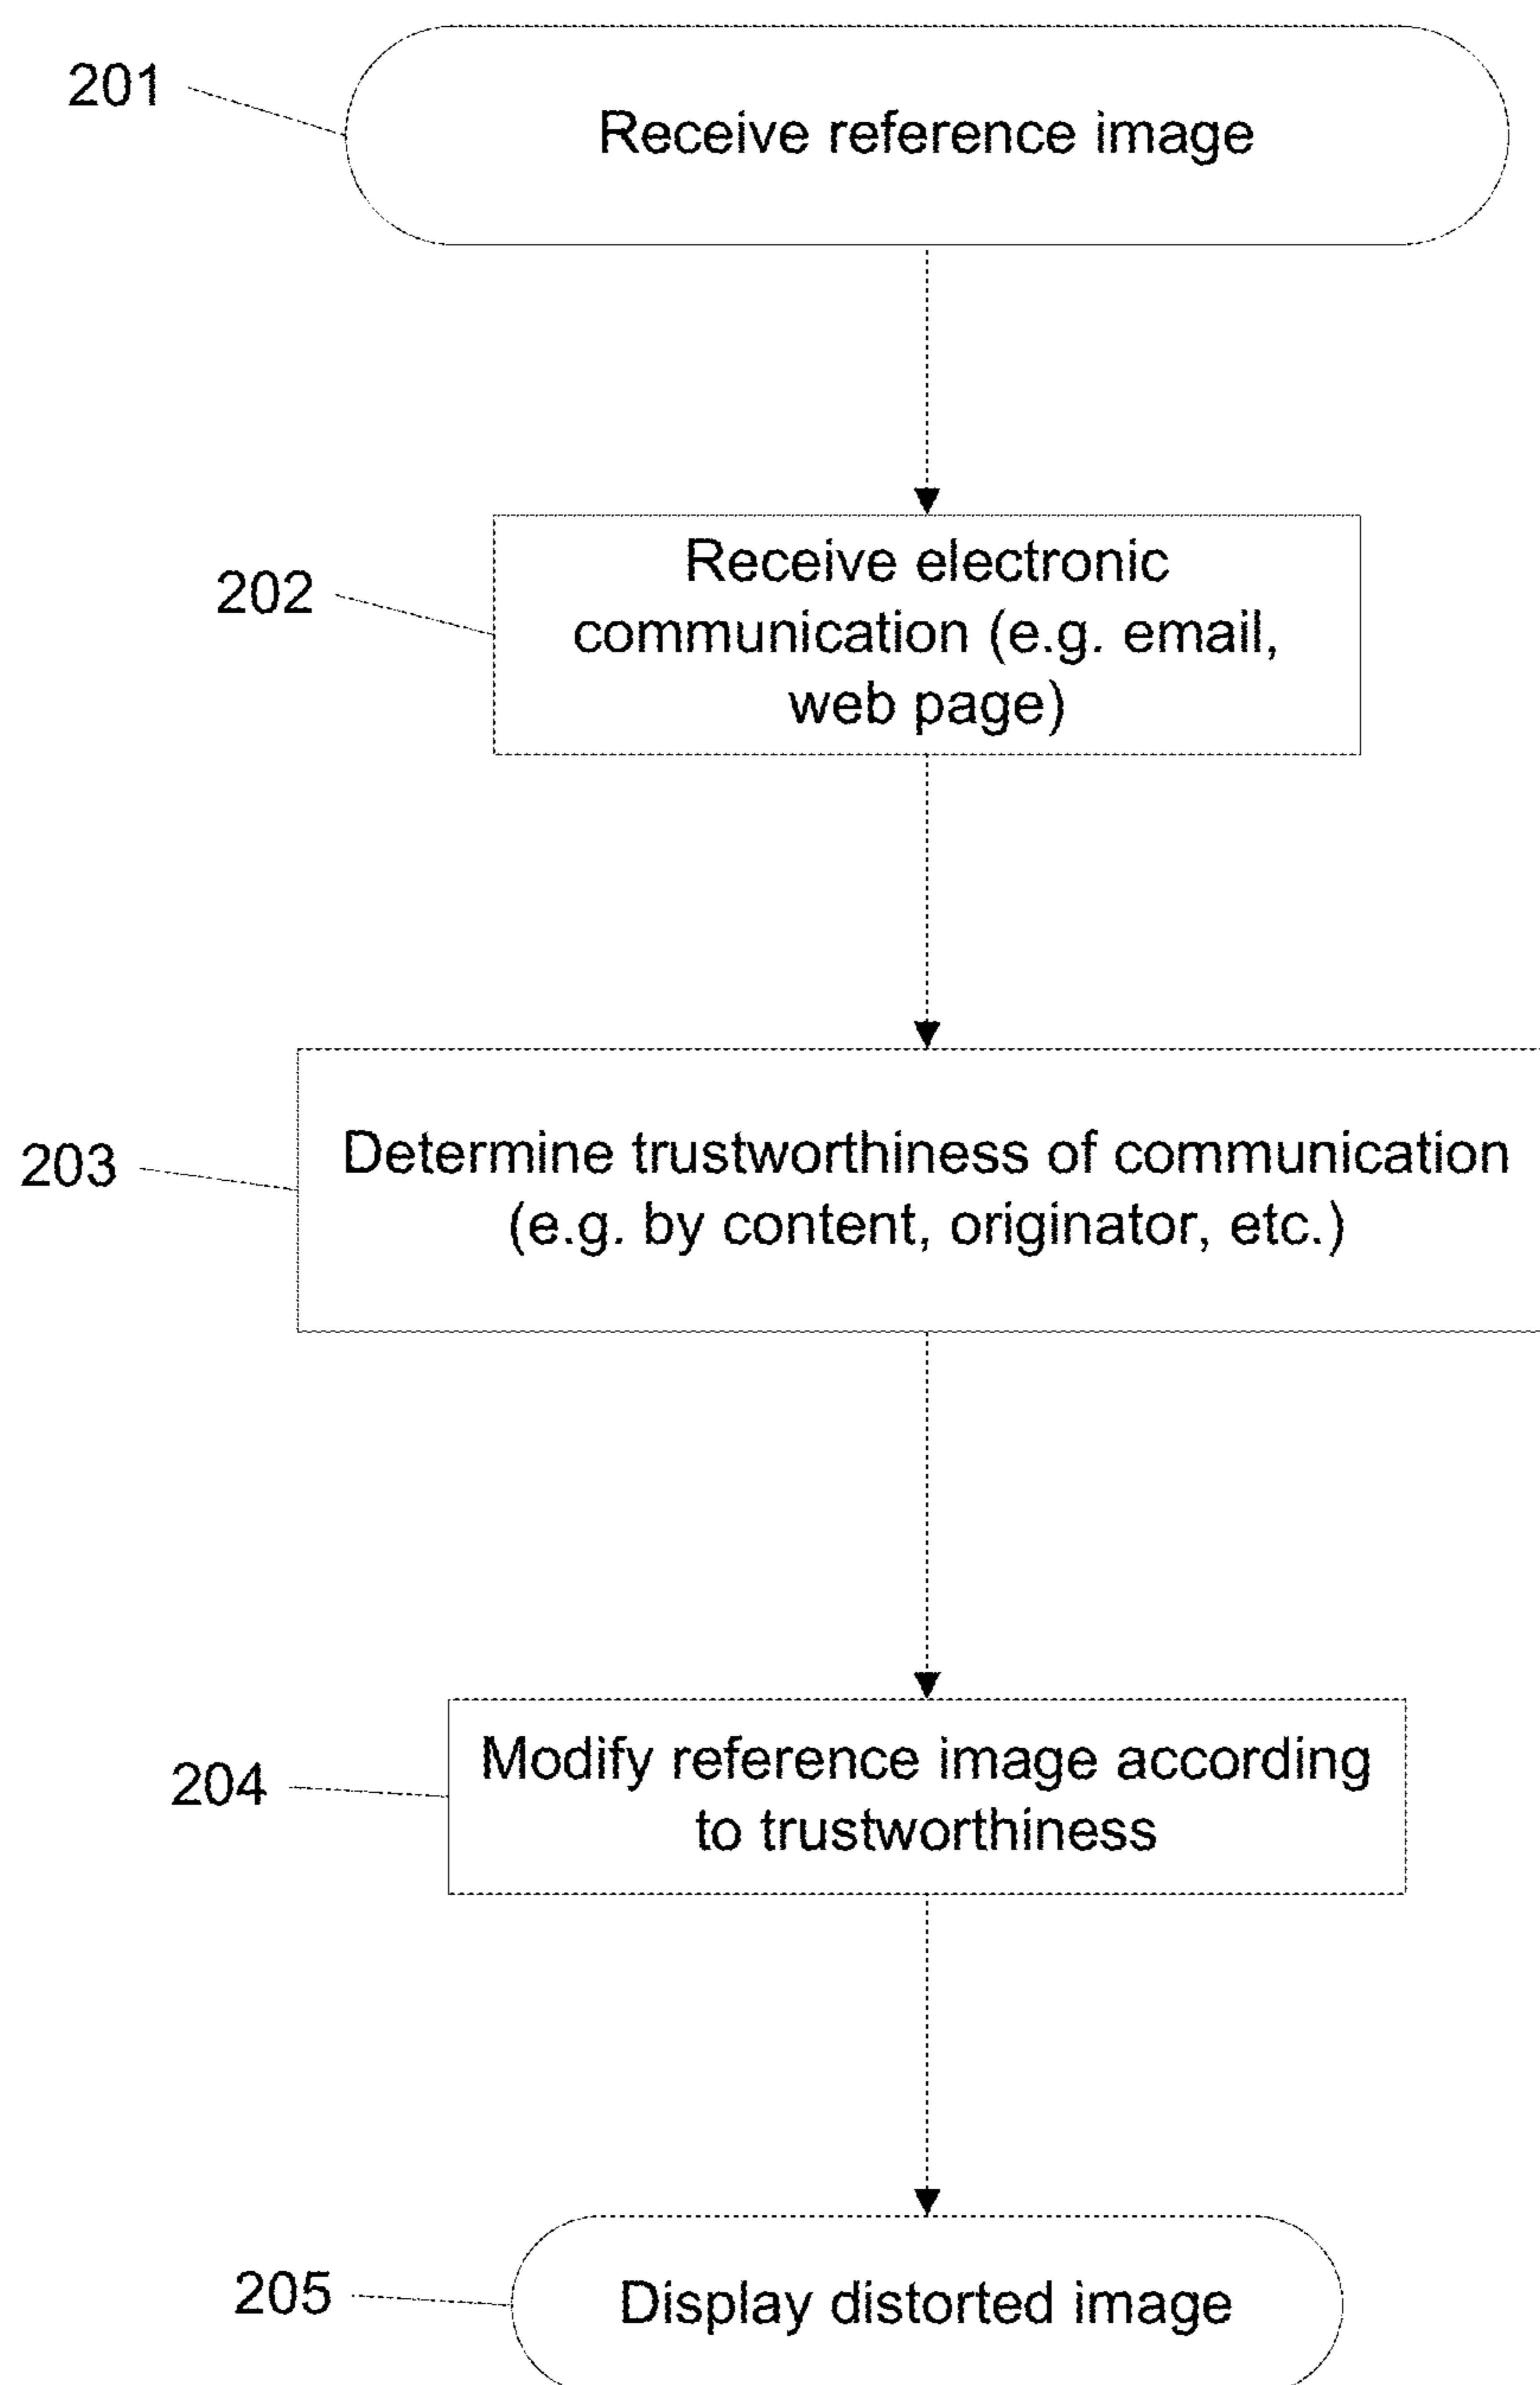 201
Receive reference image
202
Receive electronic
communication (e.g. email,
web page)
203
Determine trustworthiness of communication
(e.g. by content, originator, etc.)
204
Modify reference image according
to trustworthiness
205
Display distorted image